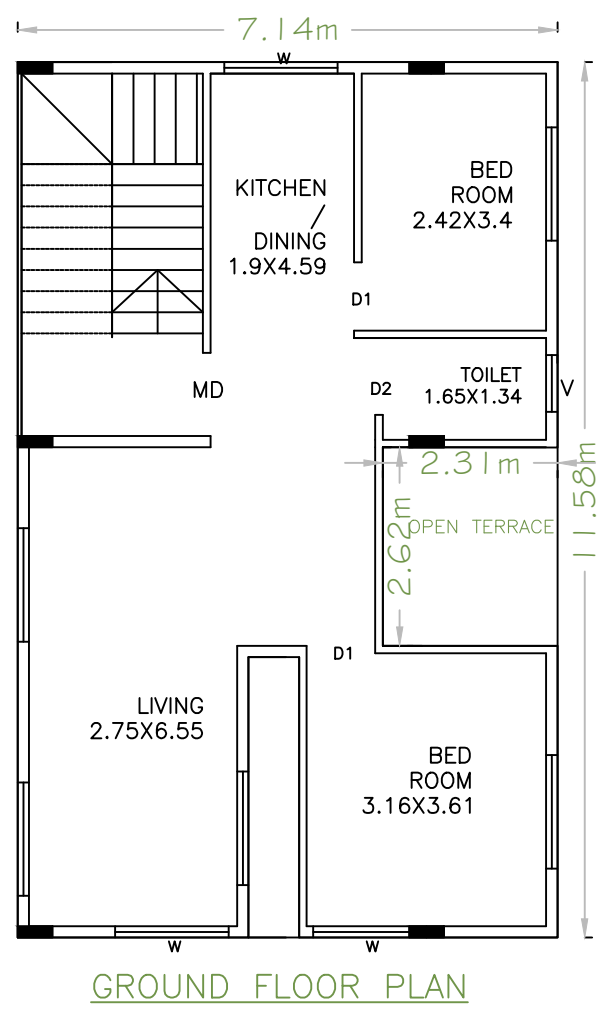 7.14m
W
KITCHEN
/
DINING
1.9X4.59
BED
ROOM
2.42X3.4
D1
MD
D2
TOILET
1.65X1.34
V
2.31m
11.58m
2.62m
OPEN TERRACE
D1
LIVING
2.75X6.55
BED
ROOM
3.16X3.61
W
W
GROUND FLOOR PLAN